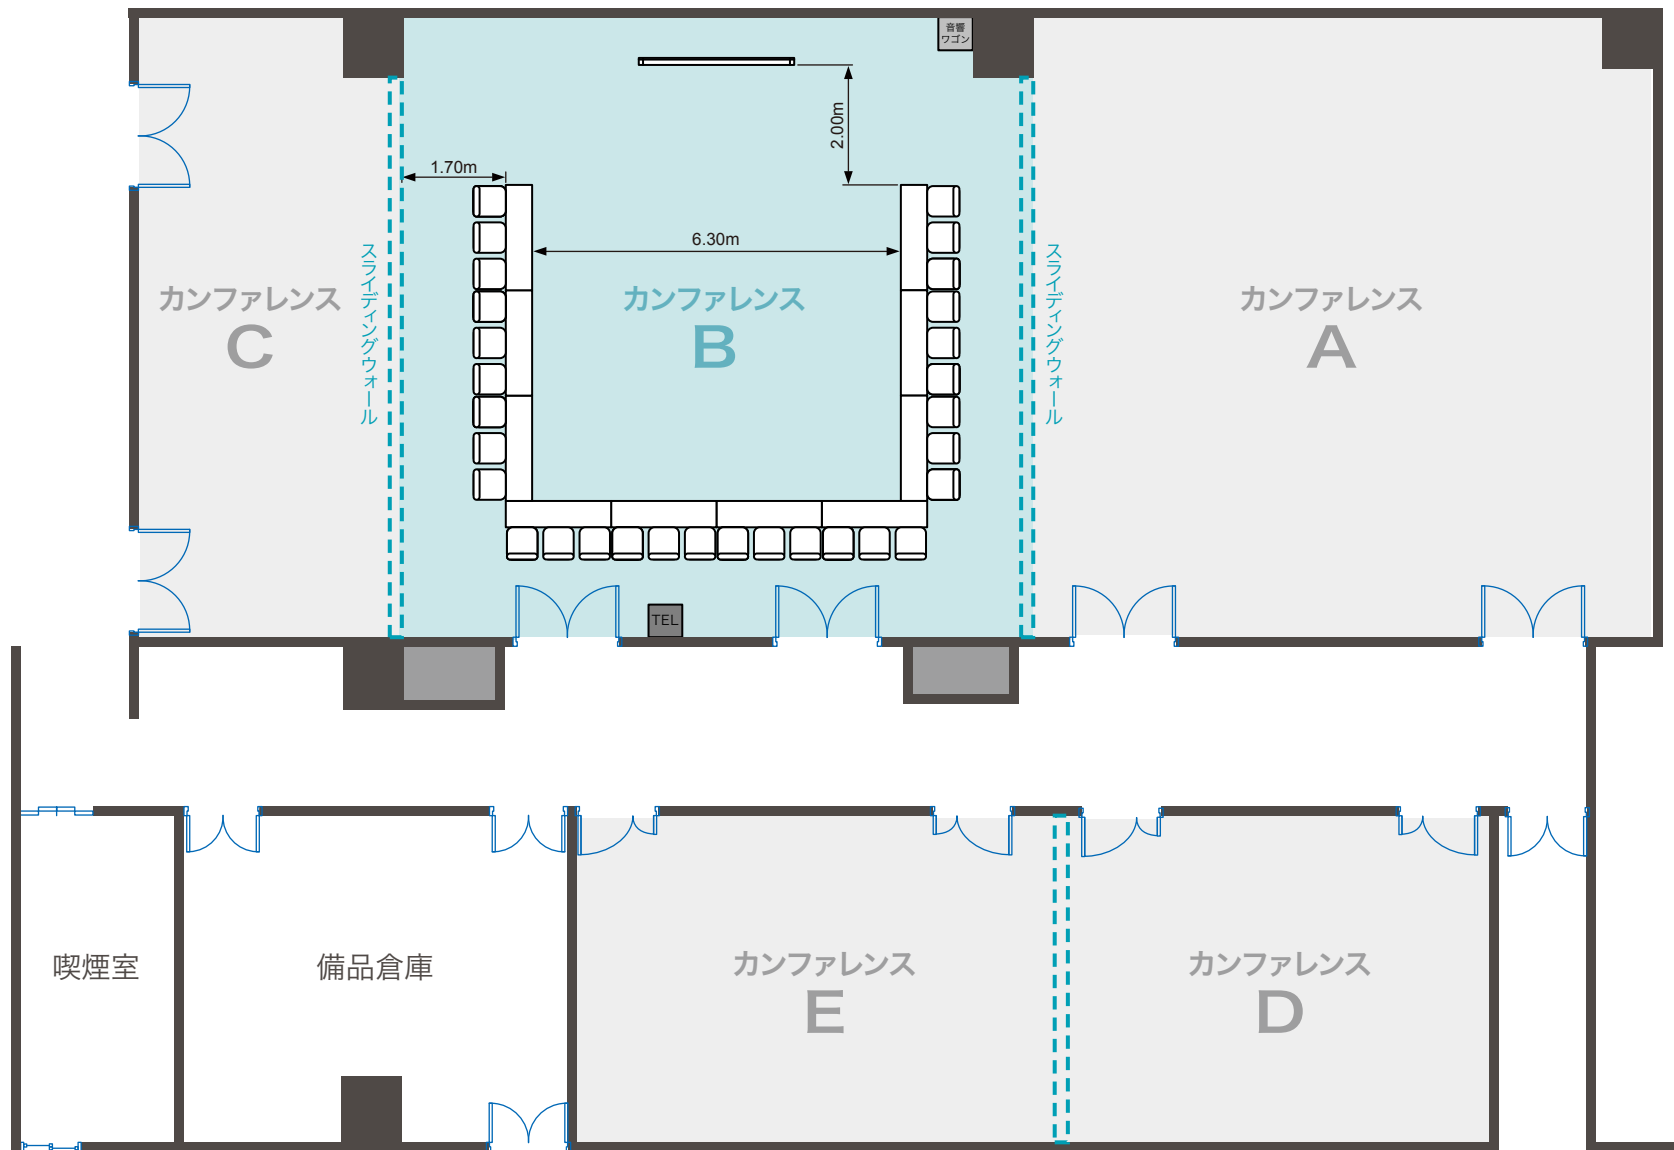 音響
ワゴン
2.00m
1.70m
6.30m
スライディングウォール
スライディングウォール
カンファレンス
C
カンファレンス
B
カンファレンス
A
TEL
喫煙室
備品倉庫
カンファレンス
E
カンファレンス
D